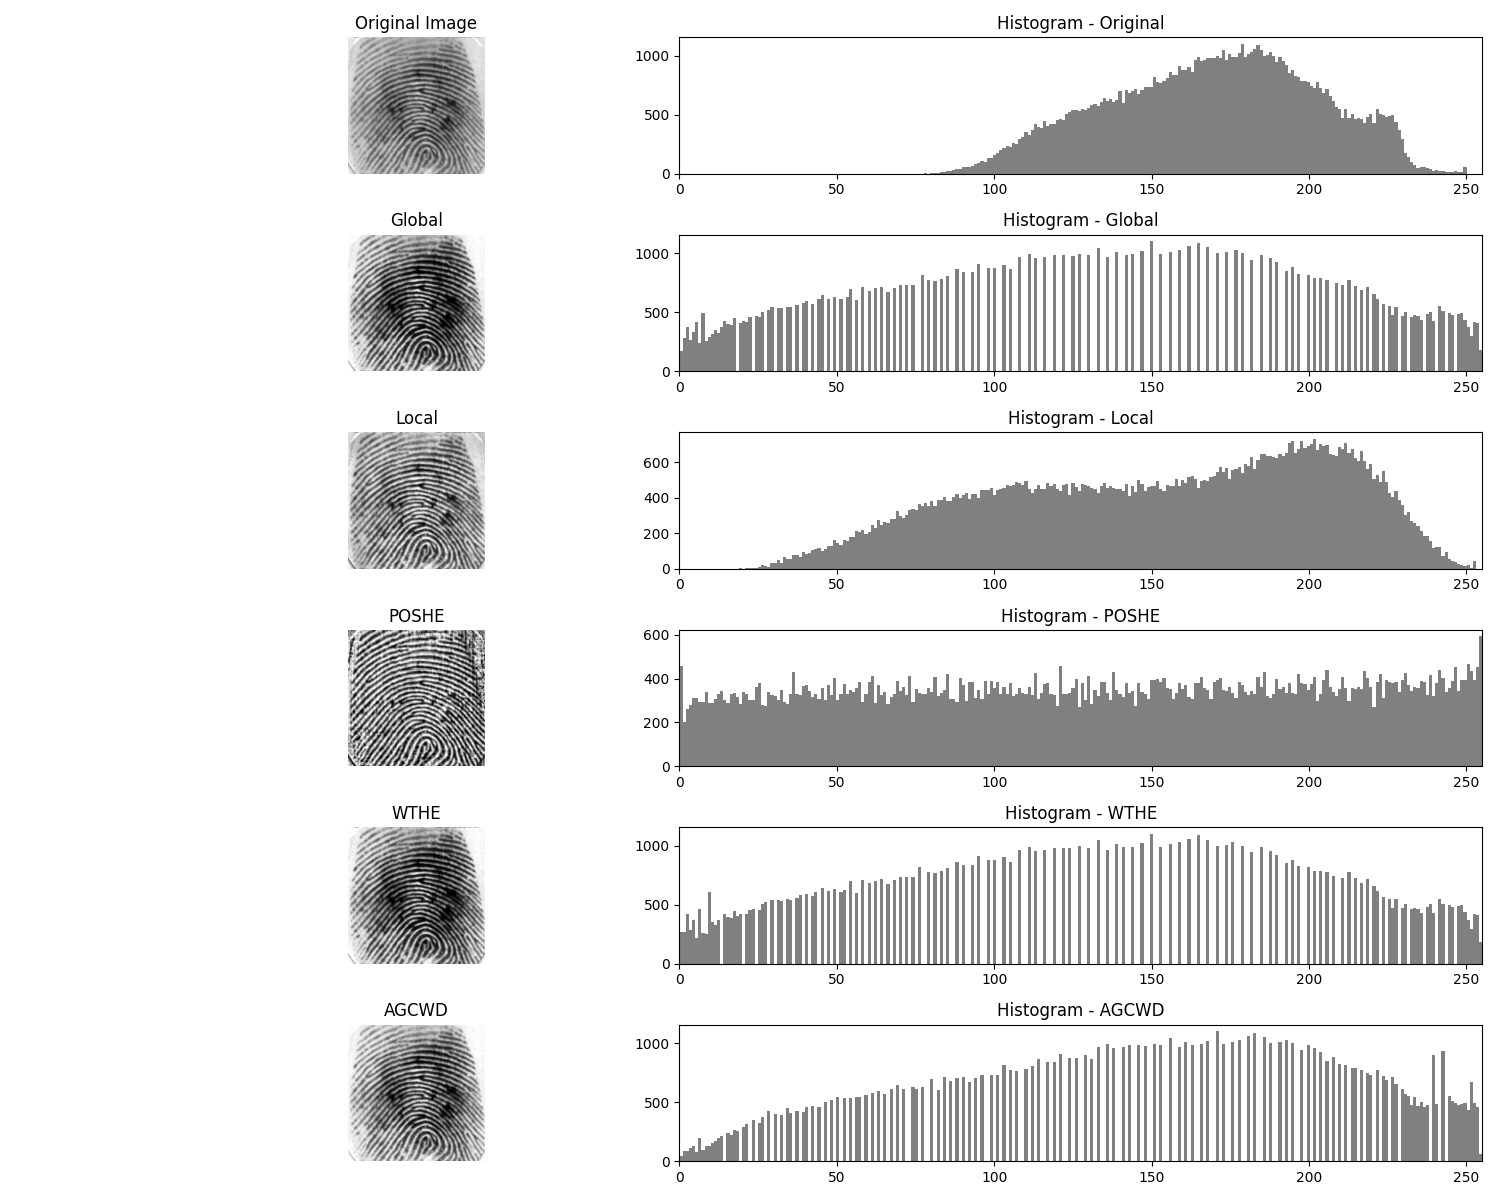 Original Image
Histogram - Original
1000
500
0
0 50 100 150 200 250
Global
Histogram - Global
1000
500
0
0 50 100 150 200 250
Local
Histogram - Local
600
400
200
0
0 50 100 150 200 250
POSHE
Histogram - POSHE
600
400
200
0
0 50 100 150 200 250
WTHE
Histogram - WTHE
1000
500
0
0 50 100 150 200 250
AGCWD
Histogram - AGCWD
1000
500
0
0 50 100 150 200 250